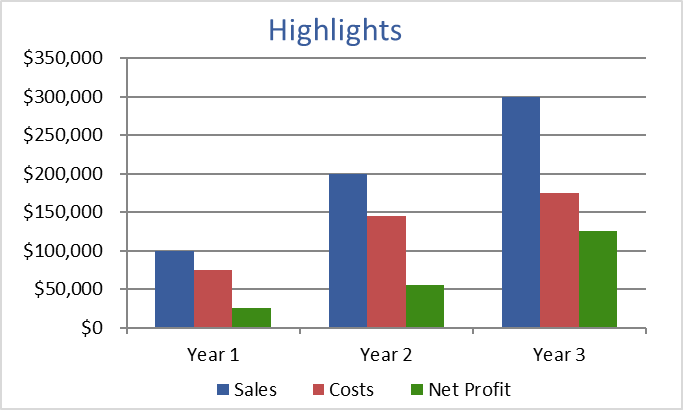 Highlights
$350,000
$300,000
$250,000
$200,000
$150,000
$100,000
$50,000
$0
Year 1 Year 2 Year 3
Sales Costs Net Profit